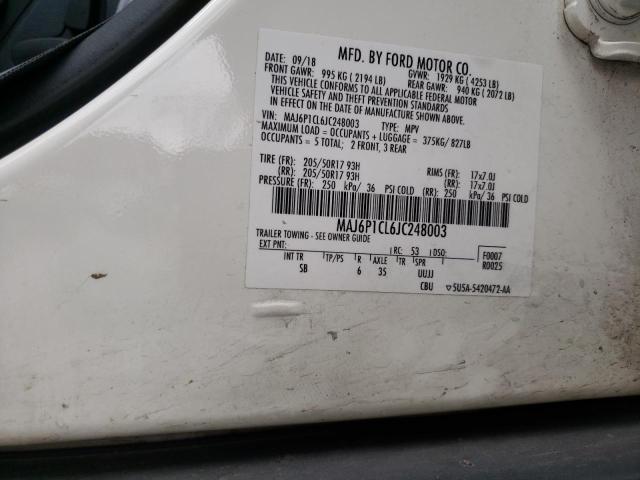 MFD. BY FORD MOTOR CO.
DATE: 09/18 GVWR: 1929 KG ( 4253 LB)
FRONT GAWR: 995 KG ( 2194 LB) REAR GAWR: 940 KG ( 2072 LB)
THIS VEHICLE CONFORMS TO ALL APPLICABLE FEDERAL MOTOR
VEHICLE SAFETY AND THEFT PREVENTION STANDARDS
IN EFFECT ON THE DATE OF MANUFACTURE SHOWN ABOVE.
VIN: MAJ6P1CL6JC248003 TYPE: MPV
MAXIMUM LOAD = OCCUPANTS + LUGGAGE = 375KG/ 827LB
OCCUPANTS = 5 TOTAL; 2 FRONT, 3 REAR
TIRE (FR): 205/50R17 93H RIMS (FR): 17x7.0J
(RR): 205/50R17 93H (RR): 17x7.0J
PRESSURE (FR): 250 kPa/ 36 PSI COLD (RR): 250 kPa/ 36 PSI COLD
MAJ6P1CL6JC248003
TRAILER TOWING - SEE OWNER GUIDE
EXT PNT: RC: 53 DSO: F0007
R0025
INT TR TP/PS R AXLE TR SPR
SB 6 35 UUJJ
CBU 5U5A-5420472-AA